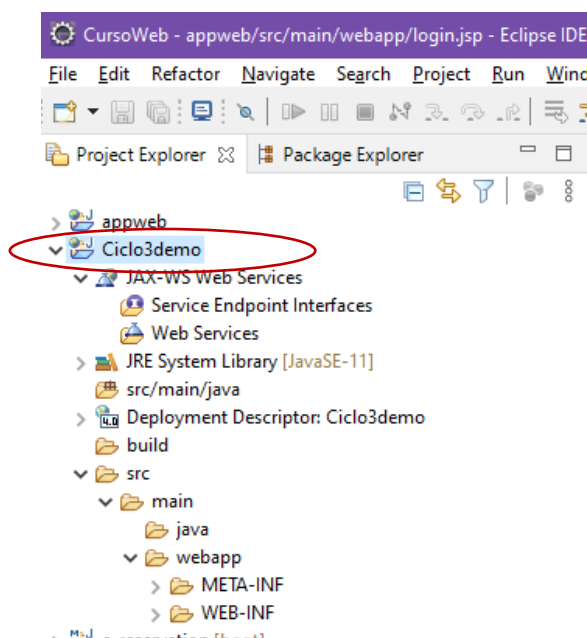 CursoWeb - appweb/src/main/webapp/login.jsp - Eclipse IDE
File Edit Refactor Navigate Search Project Run
Project Explorer Package Explorer
appweb
Ciclo3demo
JAX-WS Web Services
Service Endpoint Interfaces
Web Services
JRE System Library [JavaSE-11]
src/main/java
Deployment Descriptor: Ciclo3demo
build
src
main
java
webapp
META-INF
WEB-INF